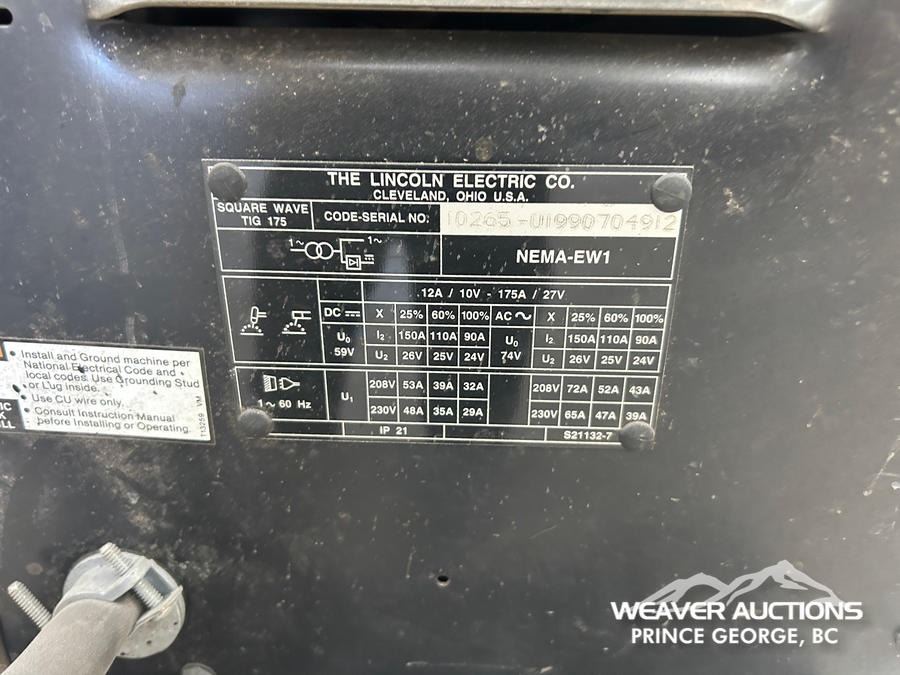 THE LINCOLN ELECTRIC CO.
CLEVELAND, OHIO U.S.A.
SQUARE WAVE
TIG 175
CODE-SERIAL NO.
10265-U1990704912
1~ 1~
NEMA-EW1
12A / 10V - 175A / 27V
DC X 25% 60% 100% AC X 25% 60% 100%
U0 59V I2 150A 110A 90A U0 74V I2 150A 110A 90A
U2 26V 25V 24V U2 26V 25V 24V
1~ 60 Hz
U1 208V 53A 39A 32A 208V 72A 52A 43A
230V 48A 35A 29A 230V 65A 47A 39A
IP 21
S21132-7
• Install and Ground machine per
National Electrical Code and
local codes. Use Grounding Stud
or Lug inside.
• Use CU wire only.
• Consult Instruction Manual
before Installing or Operating.
T13259 VM
WEAVER AUCTIONS
PRINCE GEORGE, BC